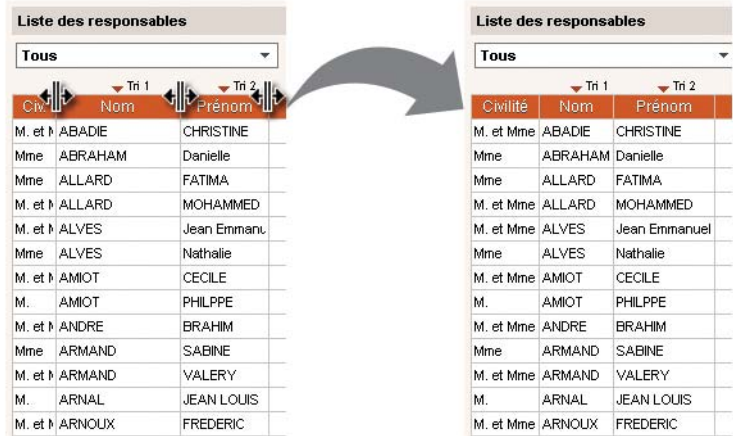 Liste des responsables
Tous
Tri 1 Tri 2
Civ. Nom Prénom
M. et M ABADIE CHRISTINE
Mme ABRAHAM Danielle
Mme ALLARD FATIMA
M. et M ALLARD MOHAMMED
M. et M ALVES Jean Emmanu
Mme ALVES Nathalie
M. et M AMIOT CECILE
M. AMIOT PHILPPE
M. et M ANDRE BRAHIM
Mme ARMAND SABINE
M. et M ARMAND VALERY
M. ARNAL JEAN LOUIS
M. et M ARNOUX FREDERIC
Liste des responsables
Tous
Tri 1 Tri 2
Civilité Nom Prénom
M. et Mme ABADIE CHRISTINE
Mme ABRAHAM Danielle
Mme ALLARD FATIMA
M. et Mme ALLARD MOHAMMED
M. et Mme ALVES Jean Emmanuel
Mme ALVES Nathalie
M. et Mme AMIOT CECILE
M. AMIOT PHILPPE
M. et Mme ANDRE BRAHIM
Mme ARMAND SABINE
M. et Mme ARMAND VALERY
M. ARNAL JEAN LOUIS
M. et Mme ARNOUX FREDERIC